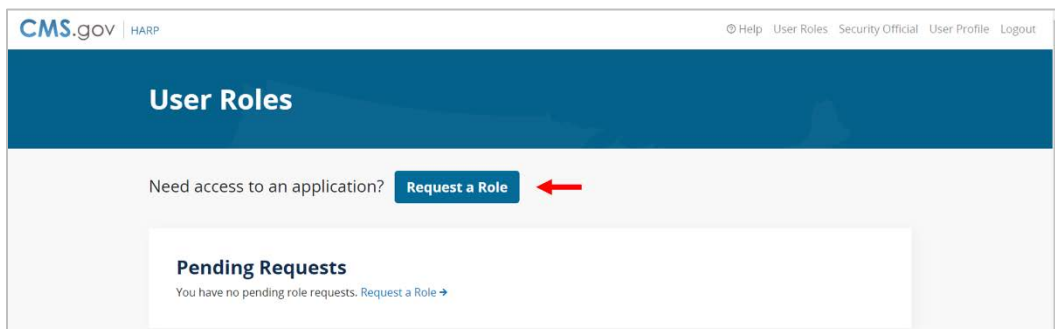 CMS.gov HARP
Help User Roles Security Official User Profile Logout
User Roles
Need access to an application? Request a Role
Pending Requests
You have no pending role requests. Request a Role →